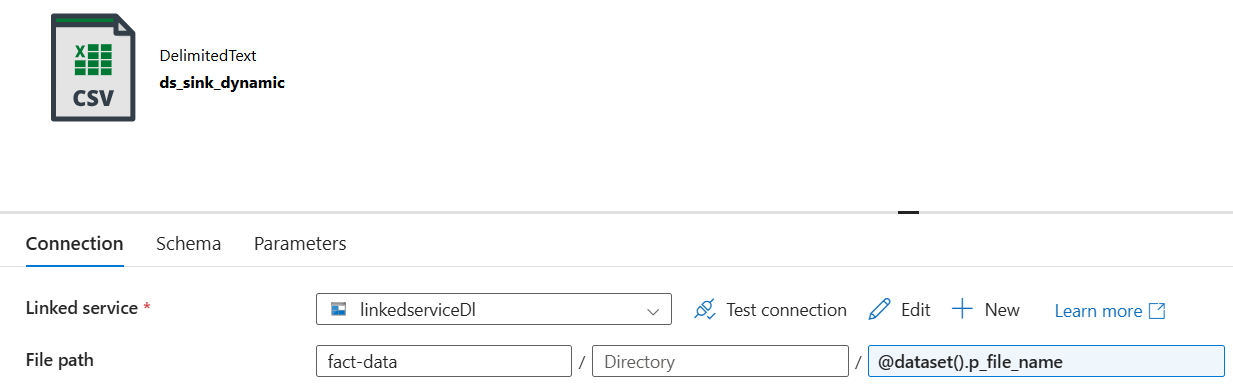 X
CSV
DelimitedText
ds_sink_dynamic
Connection Schema Parameters
Linked service * linkedserviceDl Test connection Edit New Learn more
File path fact-data / Directory / @dataset().p_file_name